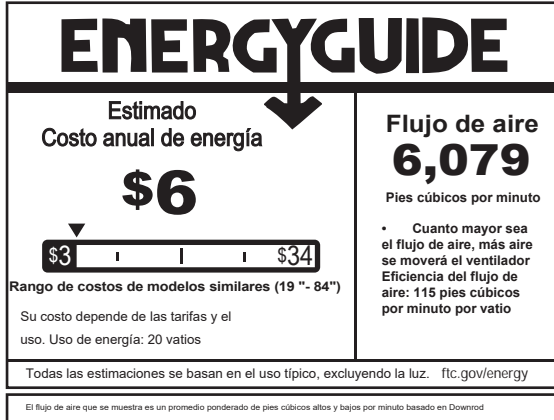 ENERGYGUIDE
Estimado
Costo anual de energía
$6
$3 $34
Rango de costos de modelos similares (19 "- 84")
Su costo depende de las tarifas y el
uso. Uso de energía: 20 vatios
Flujo de aire
6,079
Pies cúbicos por minuto
• Cuanto mayor sea
el flujo de aire, más aire
se moverá el ventilador
Eficiencia del flujo de
aire: 115 pies cúbicos
por minuto por vatio
Todas las estimaciones se basan en el uso típico, excluyendo la luz. ftc.gov/energy
El flujo de aire que se muestra es un promedio ponderado de pies cúbicos altos y bajos por minuto basado en Downrod